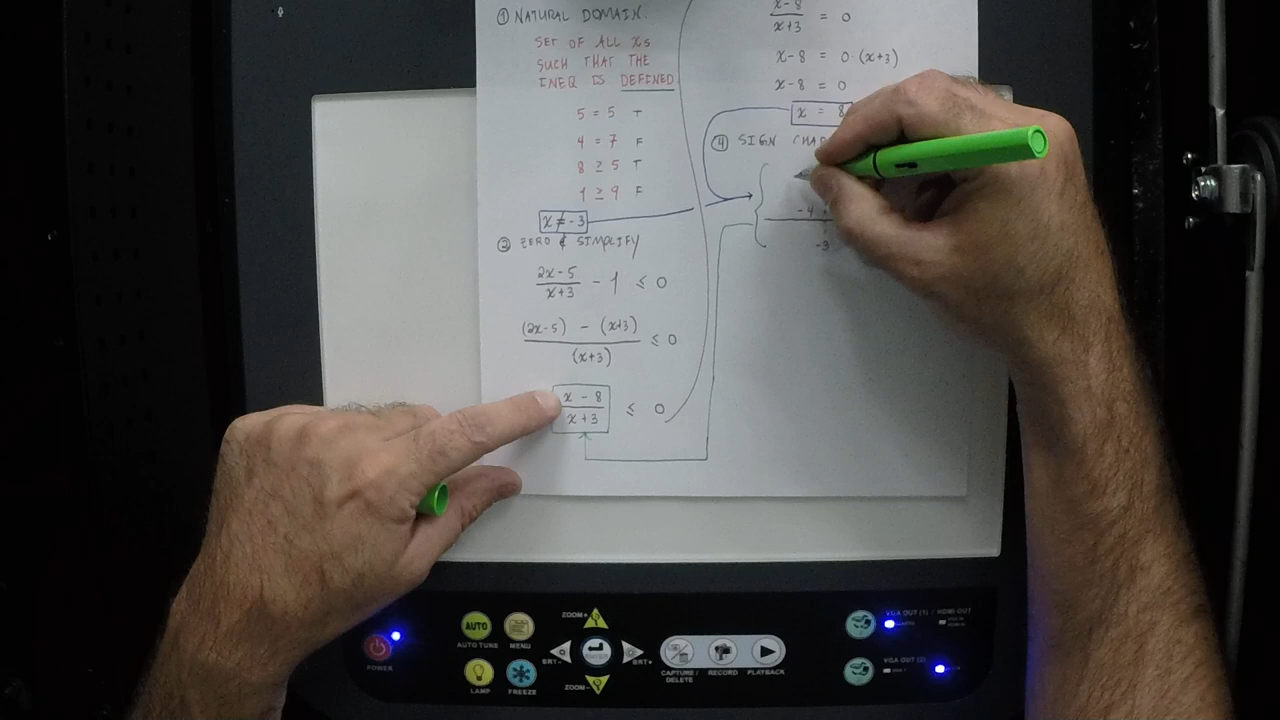 ① NATURAL DOMAIN.
SET OF ALL Xs
SUCH THAT THE
INEQ IS DEFINED
5 = 5 T
4 = 7 F
8 ≥ 5 T
1 ≥ 9 F
x ≠ -3
② ZERO & SIMPLIFY
2x-5
x+3
- 1 ≤ 0
(2x-5) - (x+3)
(x+3)
≤ 0
x - 8
x + 3
≤ 0
x-8
x+3
= 0
x-8 = 0·(x+3)
x-8 = 0
x = 8
④ SIGN
-4
-3
POWER
AUTO
AUTO TUNE
MENU
LAMP
FREEZE
ZOOM+
BRT-
BRT+
ZOOM-
CAPTURE / DELETE
RECORD
PLAYBACK
VGA OUT (1) / HDMI OUT
VGA OUT (2)